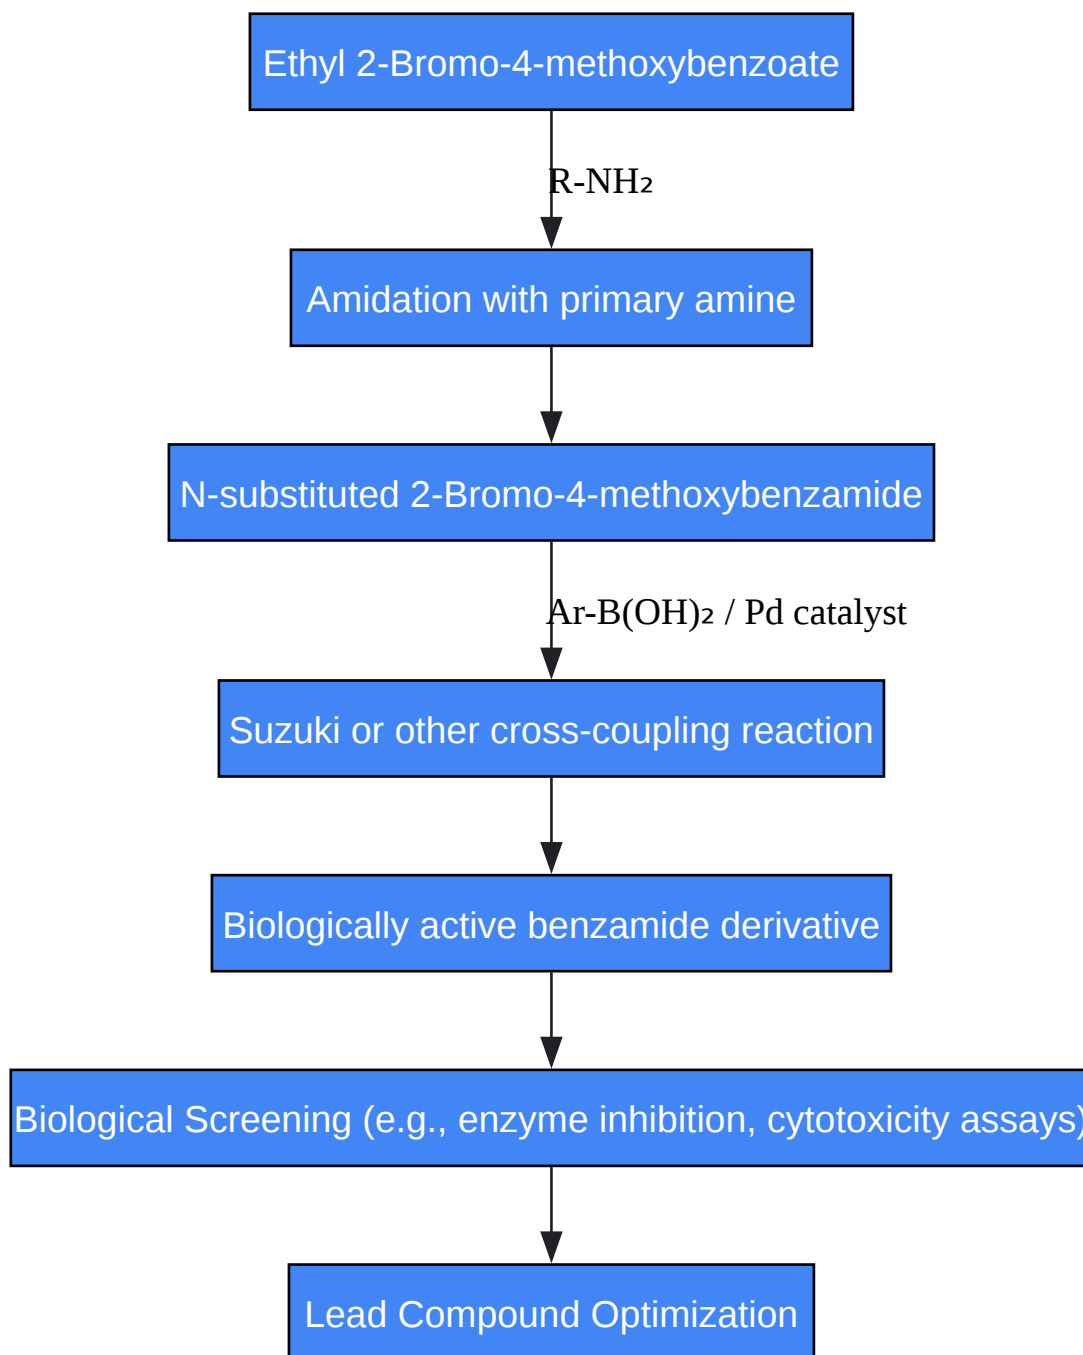 Ethyl 2-Bromo-4-methoxybenzoate
R-NH₂
Amidation with primary amine
N-substituted 2-Bromo-4-methoxybenzamide
Ar-B(OH)₂ / Pd catalyst
Suzuki or other cross-coupling reaction
Biologically active benzamide derivative
Biological Screening (e.g., enzyme inhibition, cytotoxicity assays)
Lead Compound Optimization